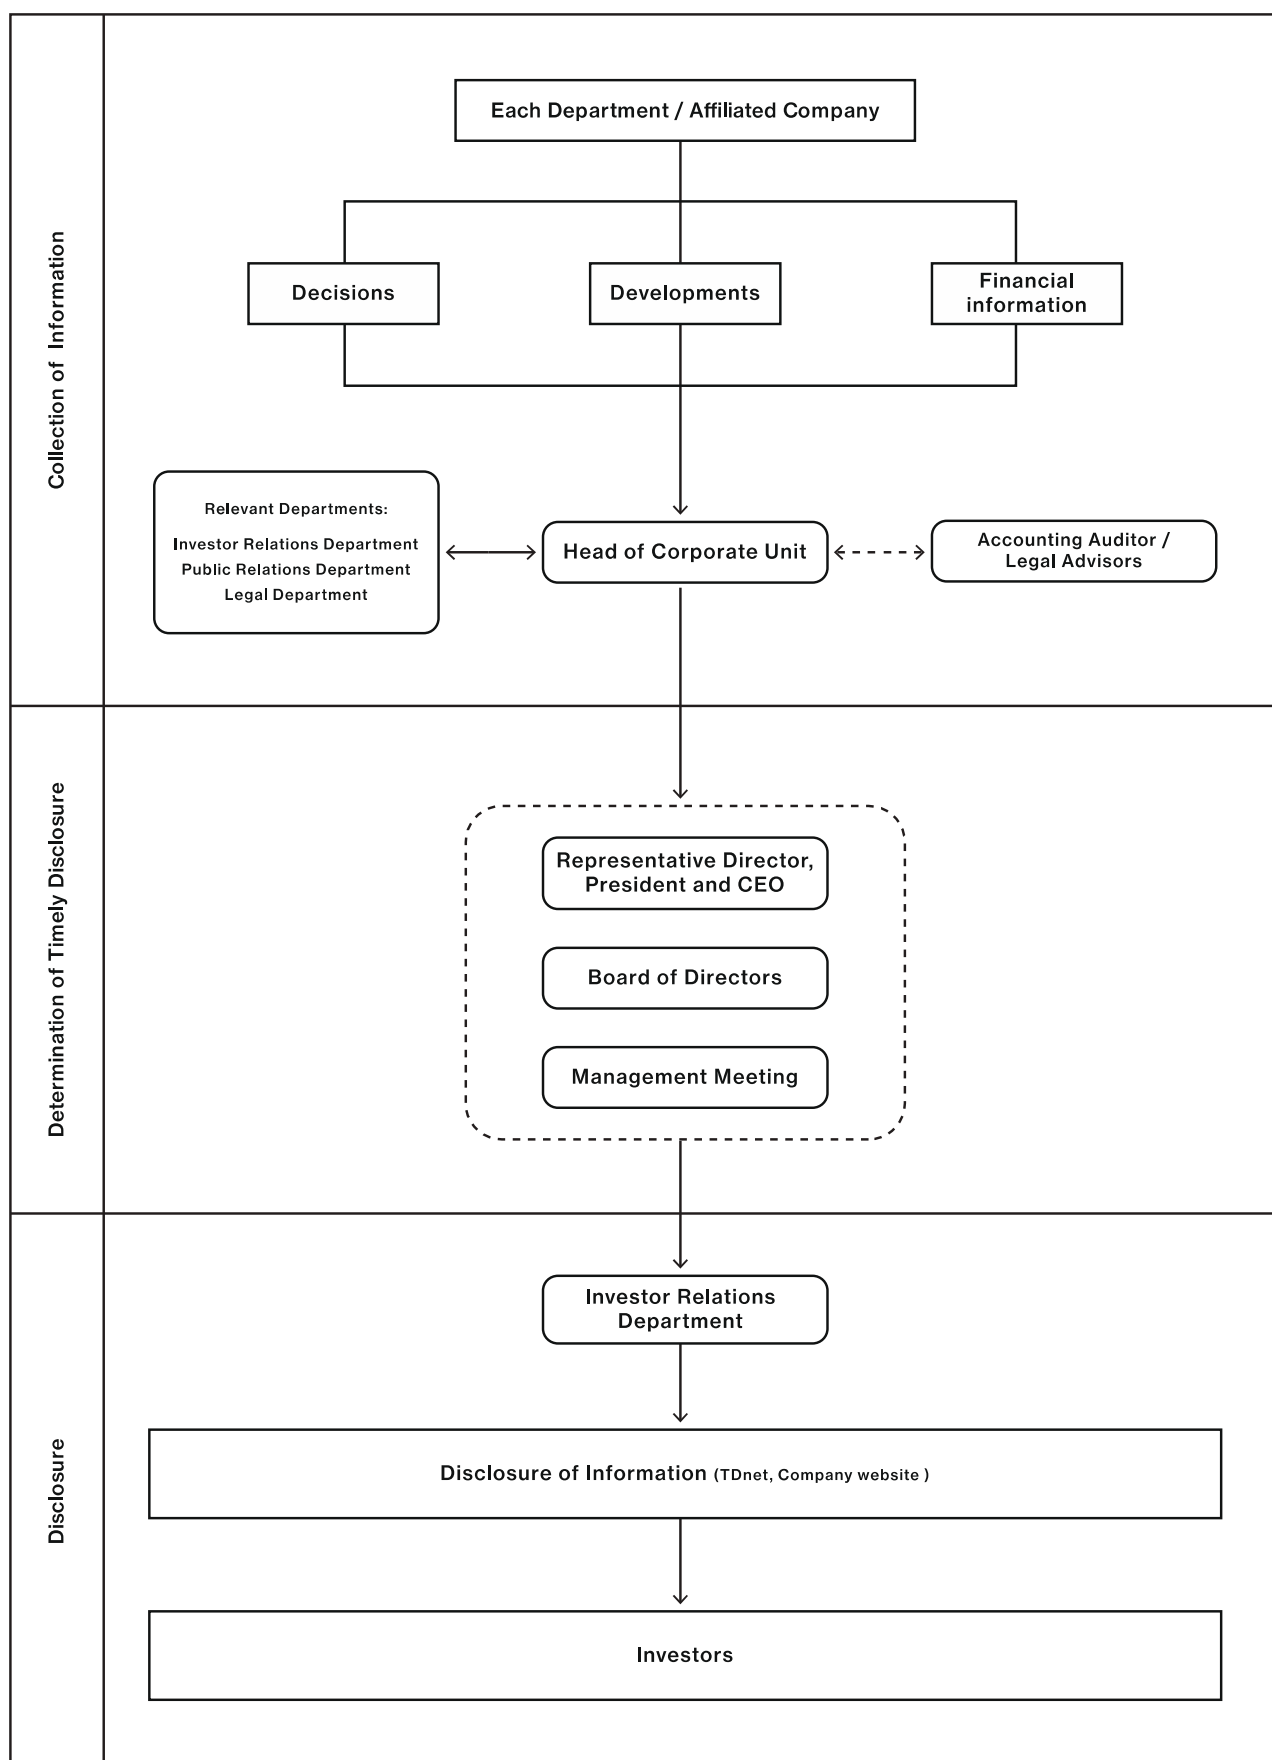 Collection of Information
Each Department / Affiliated Company
Decisions
Developments
Financial
information
Relevant Departments:
Investor Relations Department
Public Relations Department
Legal Department
Head of Corporate Unit
Accounting Auditor /
Legal Advisors
Determination of Timely Disclosure
Representative Director,
President and CEO
Board of Directors
Management Meeting
Disclosure
Investor Relations
Department
Disclosure of Information (TDnet, Company website )
Investors